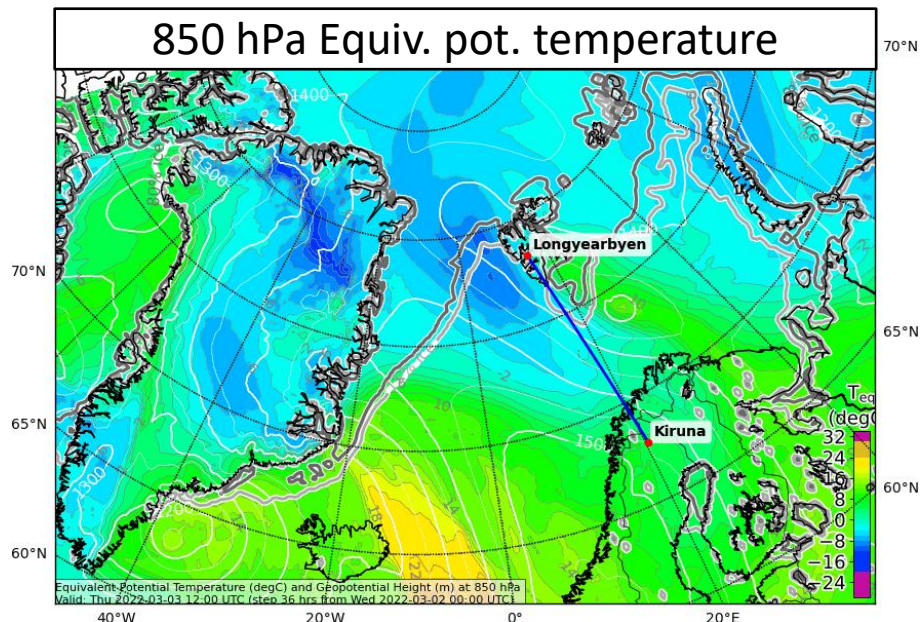 850 hPa Equiv. pot. temperature
70°N
1400
1300
Longyearbyen
70°N
65°N
2
10
T_eq
(degC
Kiruna
65°N
150
32
24
16
8
0
−8
−16
−24
60°N
1300
14
60°N
Equivalent Potential Temperature (degC) and Geopotential Height (m) at 850 hPa
Valid: Thu 2022-03-03 12:00 UTC (step 36 hrs from Wed 2022-03-02 00:00 UTC)
40°W
20°W
0°
20°E